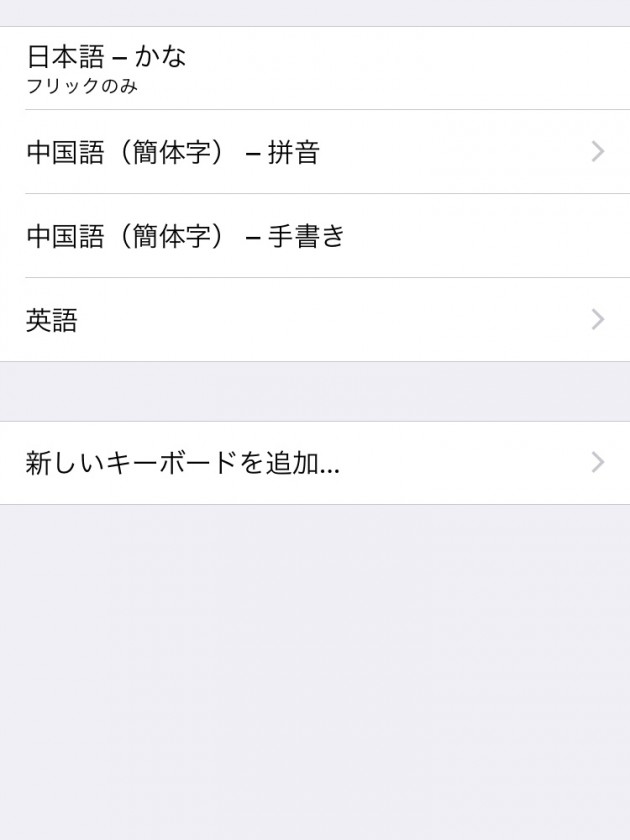 日本語 – かな
フリックのみ
中国語（簡体字） – 拼音
中国語（簡体字） – 手書き
英語
新しいキーボードを追加...